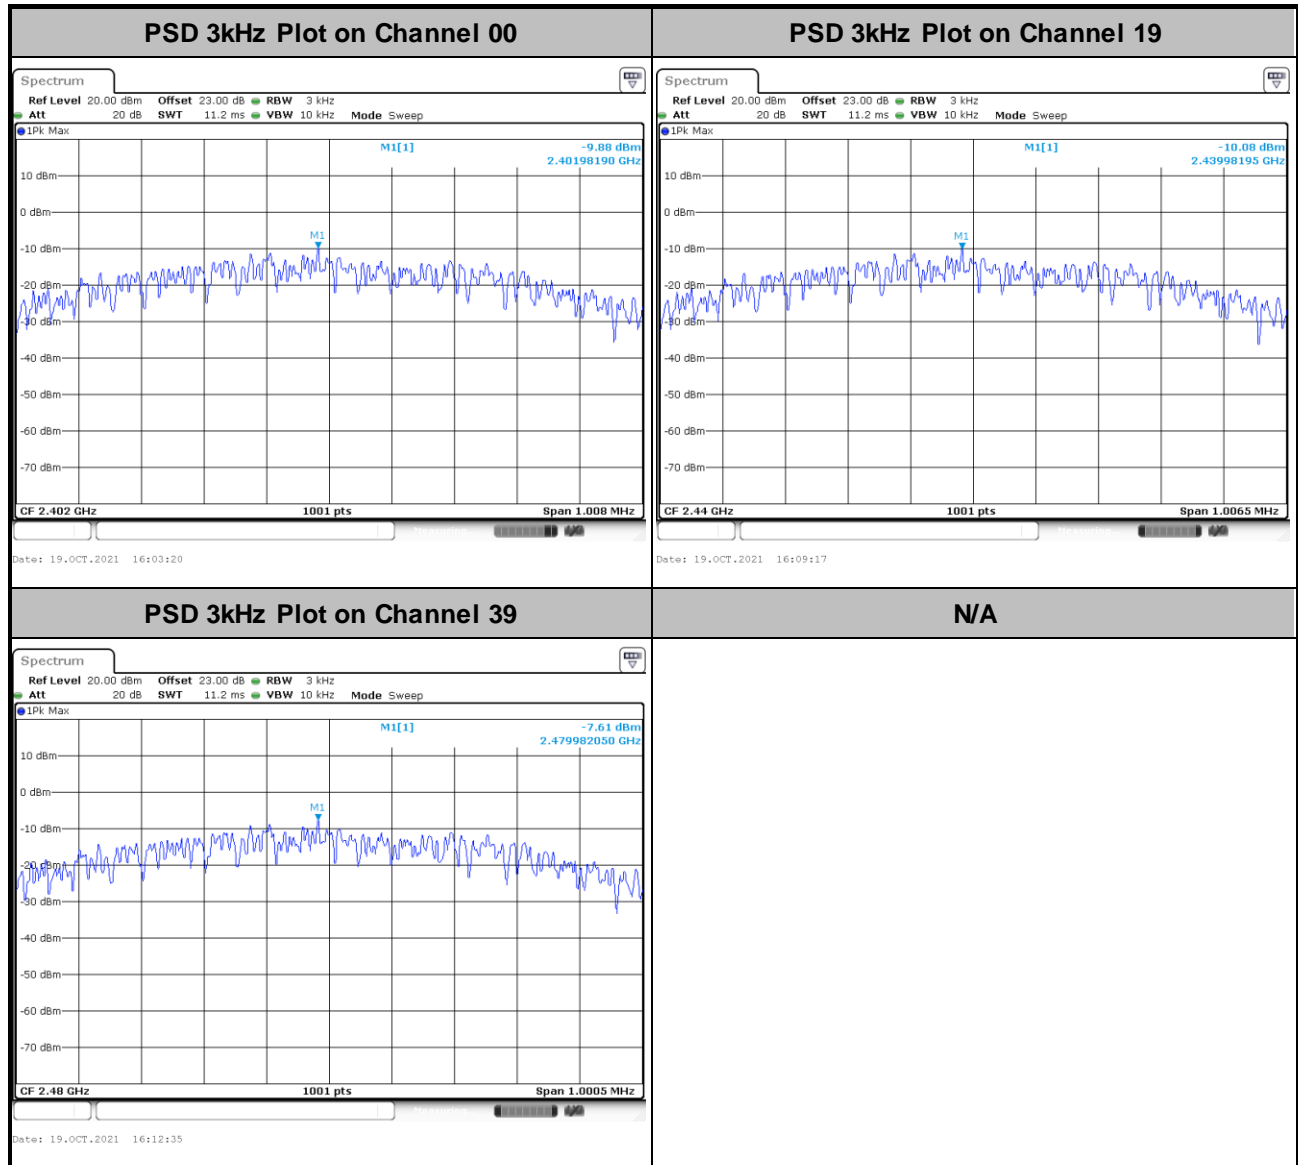 PSD 3kHz Plot on Channel 00
Spectrum
Ref Level 20.00 dBm Offset 23.00 dB RBW 3 kHz
Att 20 dB SWT 11.2 ms VBW 10 kHz Mode Sweep
1Pk Max
M1[1] -9.88 dBm
2.40198190 GHz
10 dBm
0 dBm
M1
-10 dBm
-20 dBm
-30 dBm
-40 dBm
-50 dBm
-60 dBm
-70 dBm
CF 2.402 GHz 1001 pts Span 1.008 MHz
Date: 19.OCT.2021 16:03:20
PSD 3kHz Plot on Channel 19
Spectrum
Ref Level 20.00 dBm Offset 23.00 dB RBW 3 kHz
Att 20 dB SWT 11.2 ms VBW 10 kHz Mode Sweep
1Pk Max
M1[1] -10.08 dBm
2.43998195 GHz
10 dBm
0 dBm
M1
-10 dBm
-20 dBm
-30 dBm
-40 dBm
-50 dBm
-60 dBm
-70 dBm
CF 2.44 GHz 1001 pts Span 1.0065 MHz
Date: 19.OCT.2021 16:09:17
PSD 3kHz Plot on Channel 39
Spectrum
Ref Level 20.00 dBm Offset 23.00 dB RBW 3 kHz
Att 20 dB SWT 11.2 ms VBW 10 kHz Mode Sweep
1Pk Max
M1[1] -7.61 dBm
2.479982050 GHz
10 dBm
0 dBm
M1
-10 dBm
-20 dBm
-30 dBm
-40 dBm
-50 dBm
-60 dBm
-70 dBm
CF 2.48 GHz 1001 pts Span 1.0005 MHz
Date: 19.OCT.2021 16:12:35
N/A